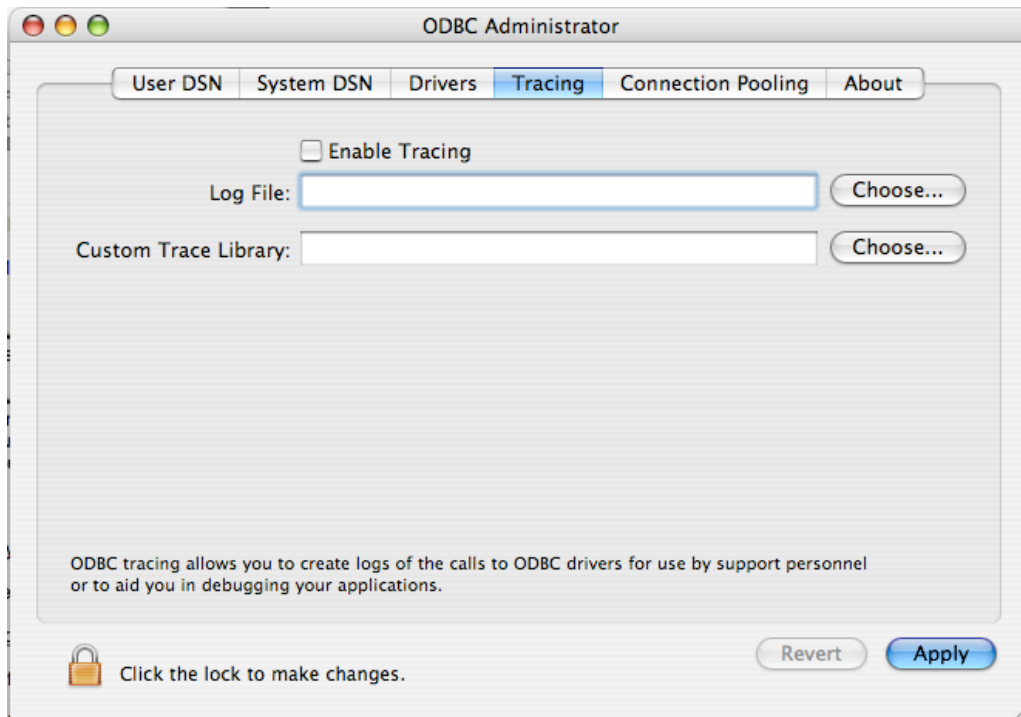 ODBC Administrator
User DSN System DSN Drivers Tracing Connection Pooling About
Enable Tracing
Log File: Choose...
Custom Trace Library: Choose...
ODBC tracing allows you to create logs of the calls to ODBC drivers for use by support personnel
or to aid you in debugging your applications.
Click the lock to make changes.
Revert Apply